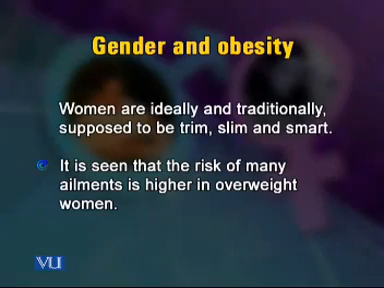 Gender and obesity
Women are ideally and traditionally,
supposed to be trim, slim and smart.
It is seen that the risk of many
ailments is higher in overweight
women.
VU